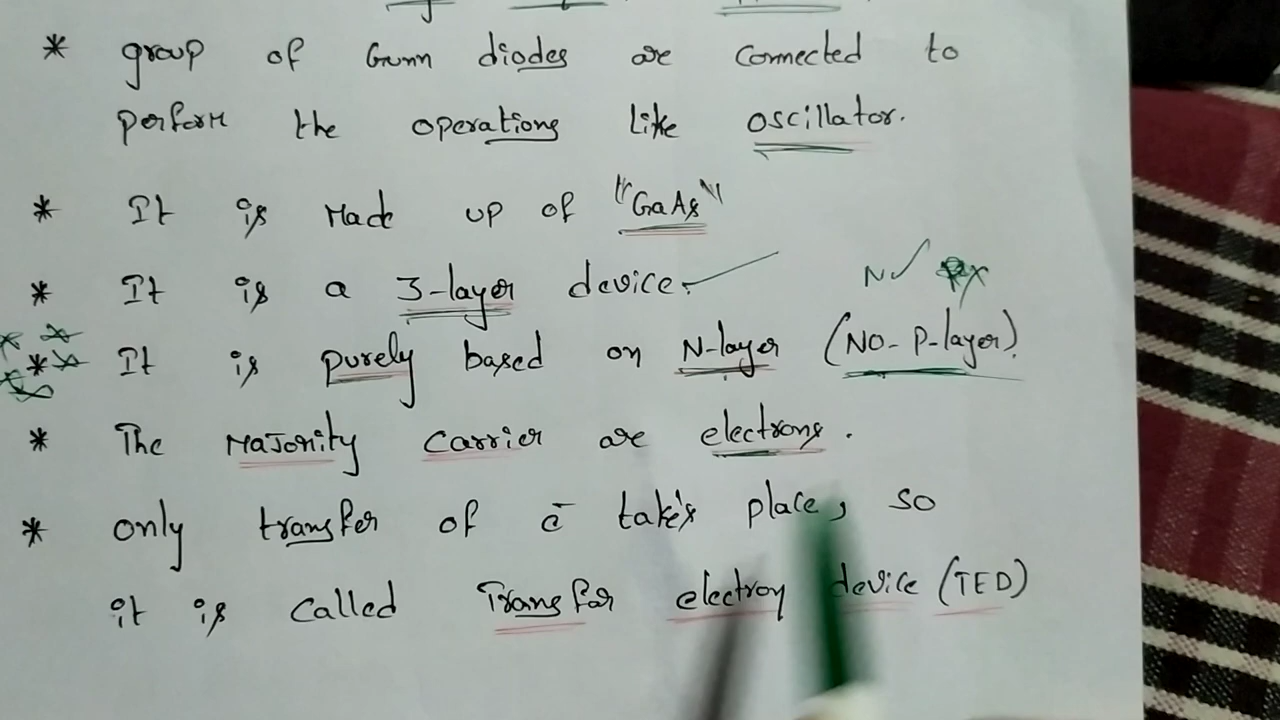 * group of Gunn diodes are connected to
perform the operations like oscillator.
* It is Made up of "GaAs"
* It is a 3-layer device.
N✓ PX
* It is purely based on N-layer (NO-P-layer).
* The Majority Carrier are electrons.
* only transfer of e̅ take's place, so
it is called Transfer electron device (TED)